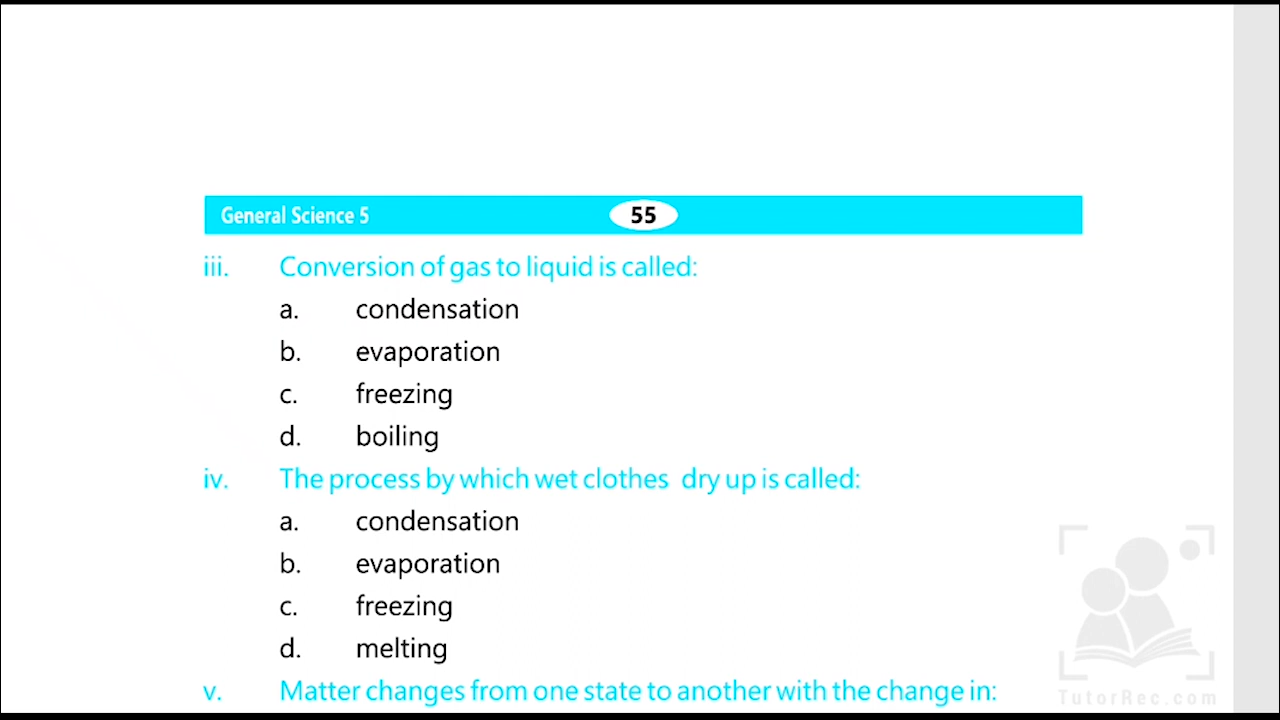 General Science 5 55
iii. Conversion of gas to liquid is called:
a. condensation
b. evaporation
c. freezing
d. boiling
iv. The process by which wet clothes dry up is called:
a. condensation
b. evaporation
c. freezing
d. melting
v. Matter changes from one state to another with the change in:
TutorRec.com